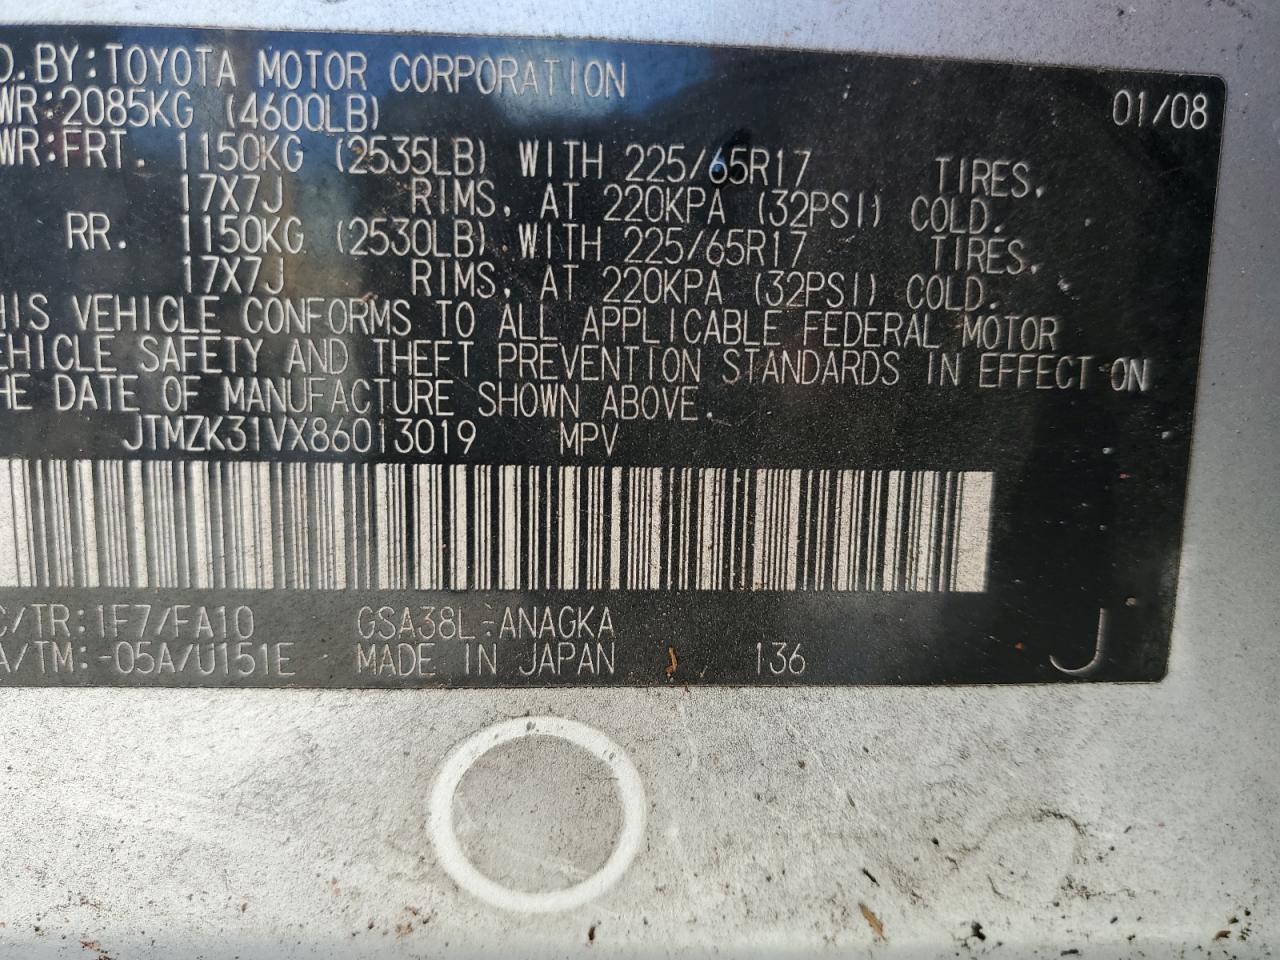 D. BY: TOYOTA MOTOR CORPORATION 01/08
WR: 2085KG (4600LB)
WR: FRT. 1150KG (2535LB) WITH 225/65R17 TIRES,
17X7J RIMS, AT 220KPA (32PSI) COLD.
RR. 1150KG (2530LB) WITH 225/65R17 TIRES,
17X7J RIMS, AT 220KPA (32PSI) COLD.
HIS VEHICLE CONFORMS TO ALL APPLICABLE FEDERAL MOTOR
EHICLE SAFETY AND THEFT PREVENTION STANDARDS IN EFFECT ON
HE DATE OF MANUFACTURE SHOWN ABOVE.
JTMZK31VX86013019 MPV
C/TR: 1F7/FA10 GSA38L-ANAGKA
A/TM: -05A/U151E MADE IN JAPAN 136 J